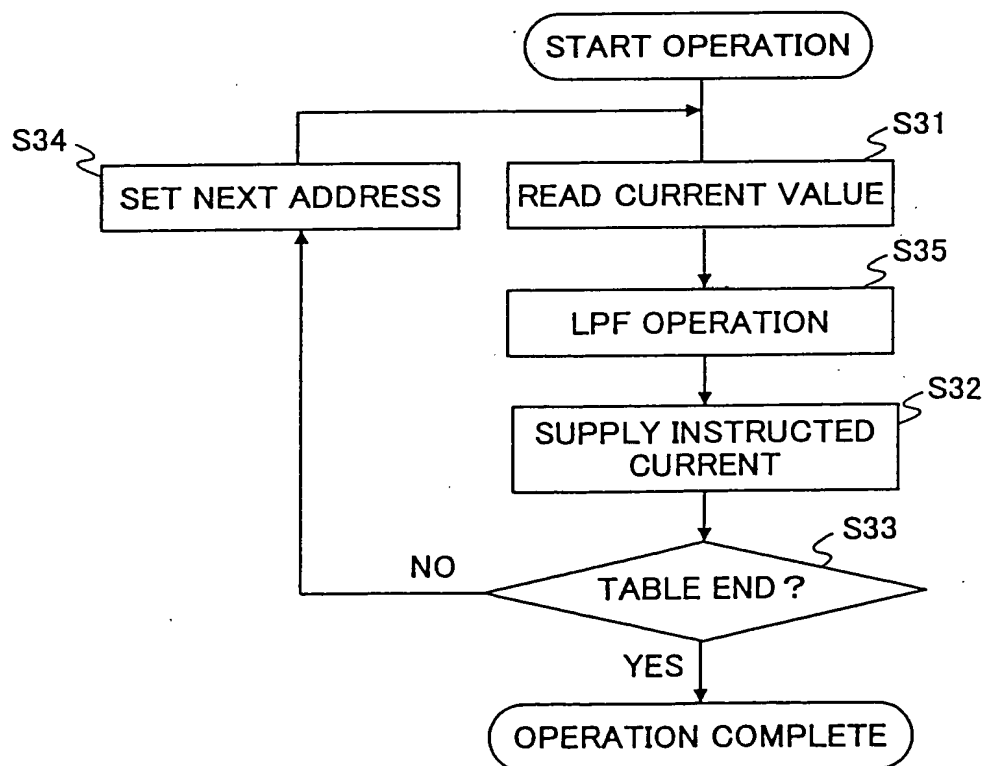 START OPERATION
S31
S34
SET NEXT ADDRESS
READ CURRENT VALUE
S35
LPF OPERATION
S32
SUPPLY INSTRUCTED
CURRENT
S33
NO
TABLE END ?
YES
OPERATION COMPLETE